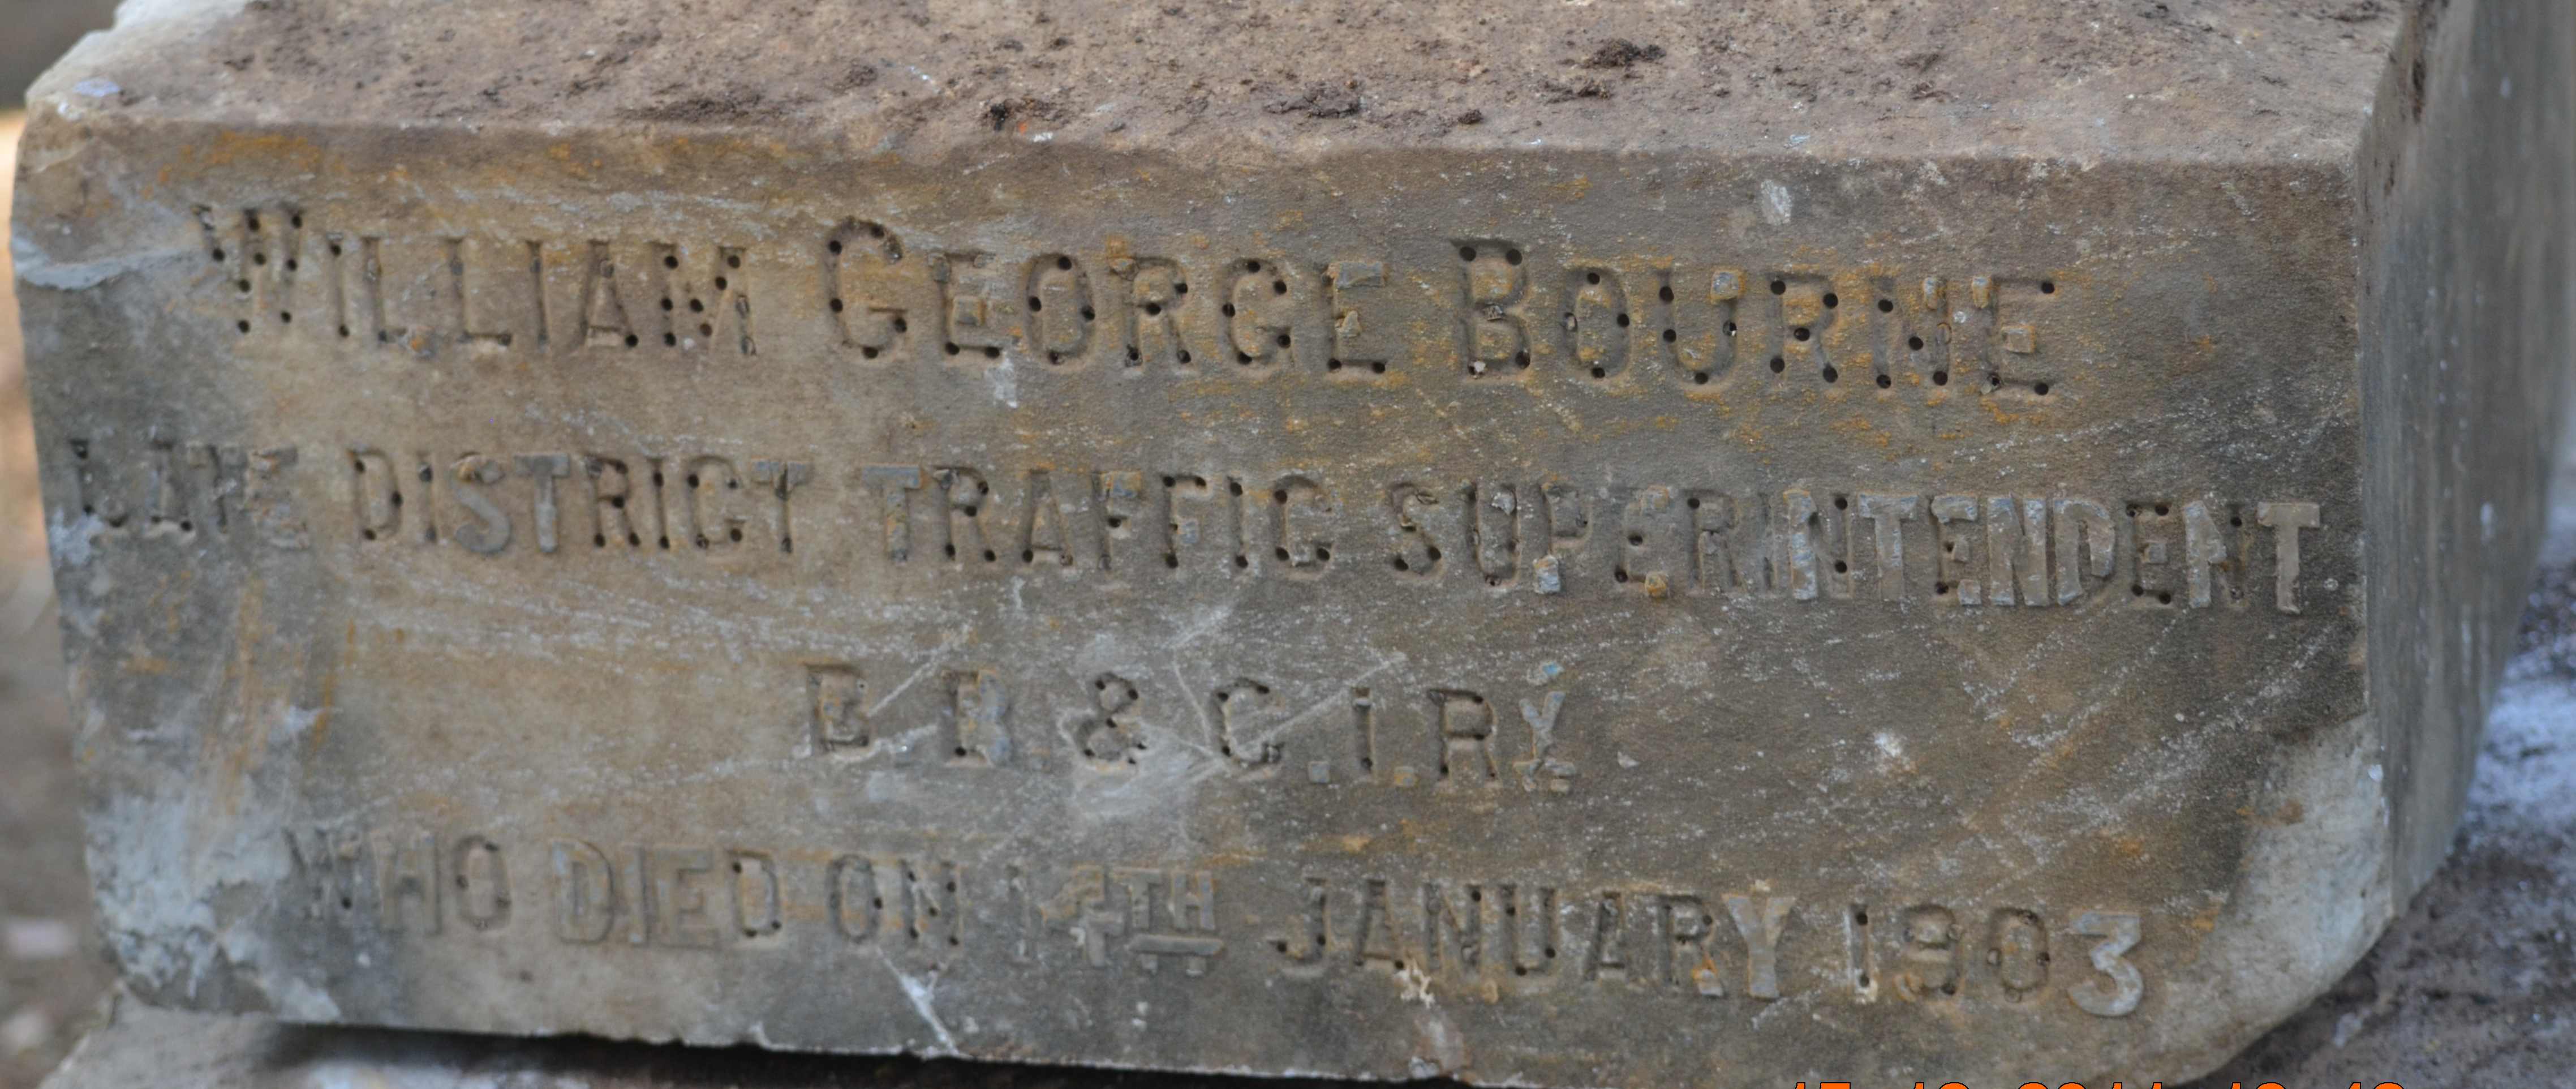 WILLIAM GEORGE BOURNE
LATE DISTRICT TRAFFIC SUPERINTENDENT.
B. B. & C. I. RY.
WHO DIED ON 14TH JANUARY 1903